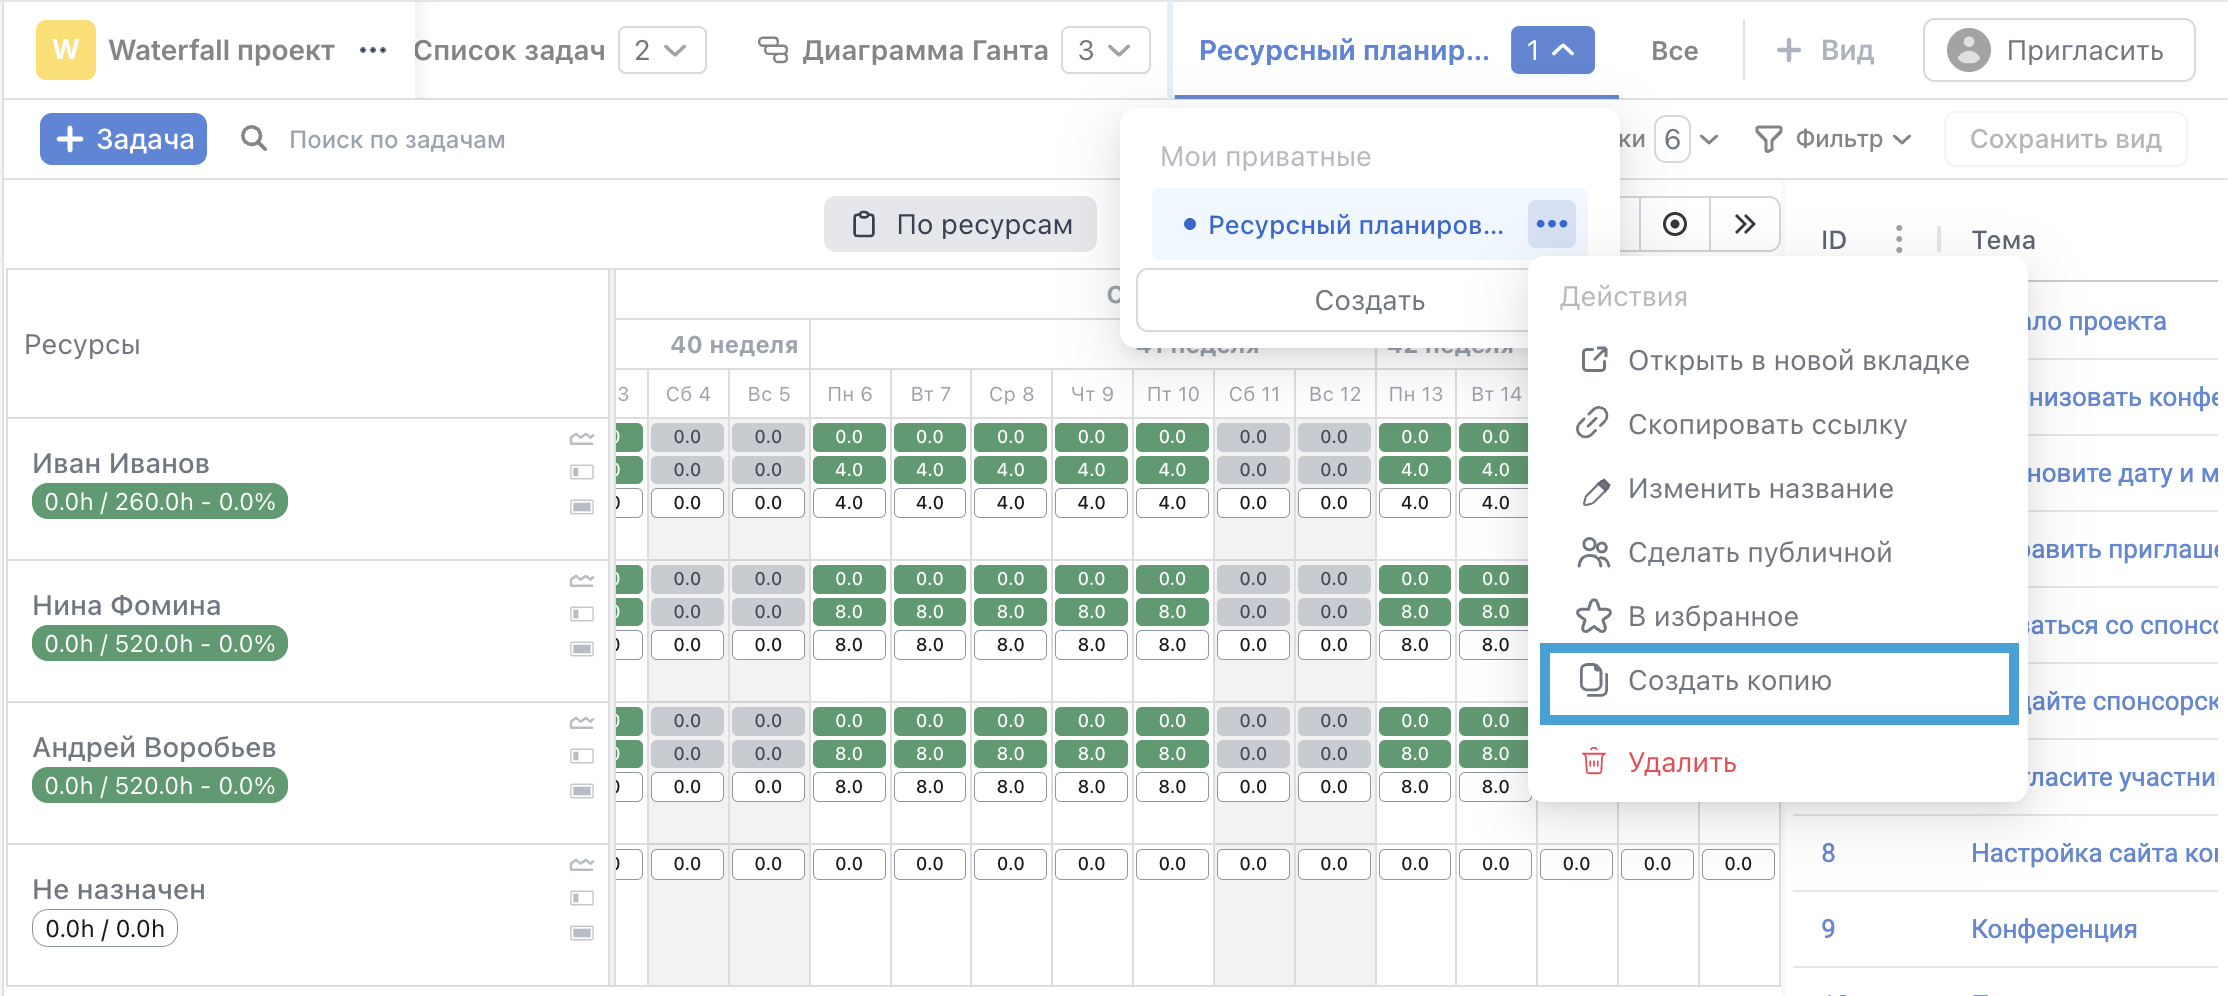 W Waterfall проект ••• Список задач 2 Диаграмма Ганта 3 Ресурсный планир... 1 Все + Вид Пригласить
+ Задача Поиск по задачам ки 6 Фильтр Сохранить вид
Мои приватные
По ресурсам
Ресурсный планиров... •••
ID Тема
Создать
Действия
Открыть в новой вкладке
Скопировать ссылку
Изменить название
Сделать публичной
В избранное
Создать копию
Удалить
Ресурсы
40 неделя 41 неделя 42 неделя
3 Сб 4 Вс 5 Пн 6 Вт 7 Ср 8 Чт 9 Пт 10 Сб 11 Вс 12 Пн 13 Вт 14
Иван Иванов
0.0h / 260.0h - 0.0%
0.0 0.0 0.0 0.0 0.0 0.0 0.0 0.0 0.0 0.0 0.0
0.0 0.0 4.0 4.0 4.0 4.0 4.0 0.0 0.0 4.0 4.0
0.0 0.0 4.0 4.0 4.0 4.0 4.0 0.0 0.0 4.0 4.0
Нина Фомина
0.0h / 520.0h - 0.0%
0.0 0.0 0.0 0.0 0.0 0.0 0.0 0.0 0.0 0.0 0.0
0.0 0.0 8.0 8.0 8.0 8.0 8.0 0.0 0.0 8.0 8.0
0.0 0.0 8.0 8.0 8.0 8.0 8.0 0.0 0.0 8.0 8.0
Андрей Воробьев
0.0h / 520.0h - 0.0%
0.0 0.0 0.0 0.0 0.0 0.0 0.0 0.0 0.0 0.0 0.0
0.0 0.0 8.0 8.0 8.0 8.0 8.0 0.0 0.0 8.0 8.0
0.0 0.0 8.0 8.0 8.0 8.0 8.0 0.0 0.0 8.0 8.0
Не назначен
0.0h / 0.0h
0.0 0.0 0.0 0.0 0.0 0.0 0.0 0.0 0.0 0.0 0.0 0.0 0.0 0.0
ало проекта
низовать конфе
новите дату и м
равить приглаше
заться со спонсо
дайте спонсорск
гласите участни
8 Настройка сайта ко
9 Конференция